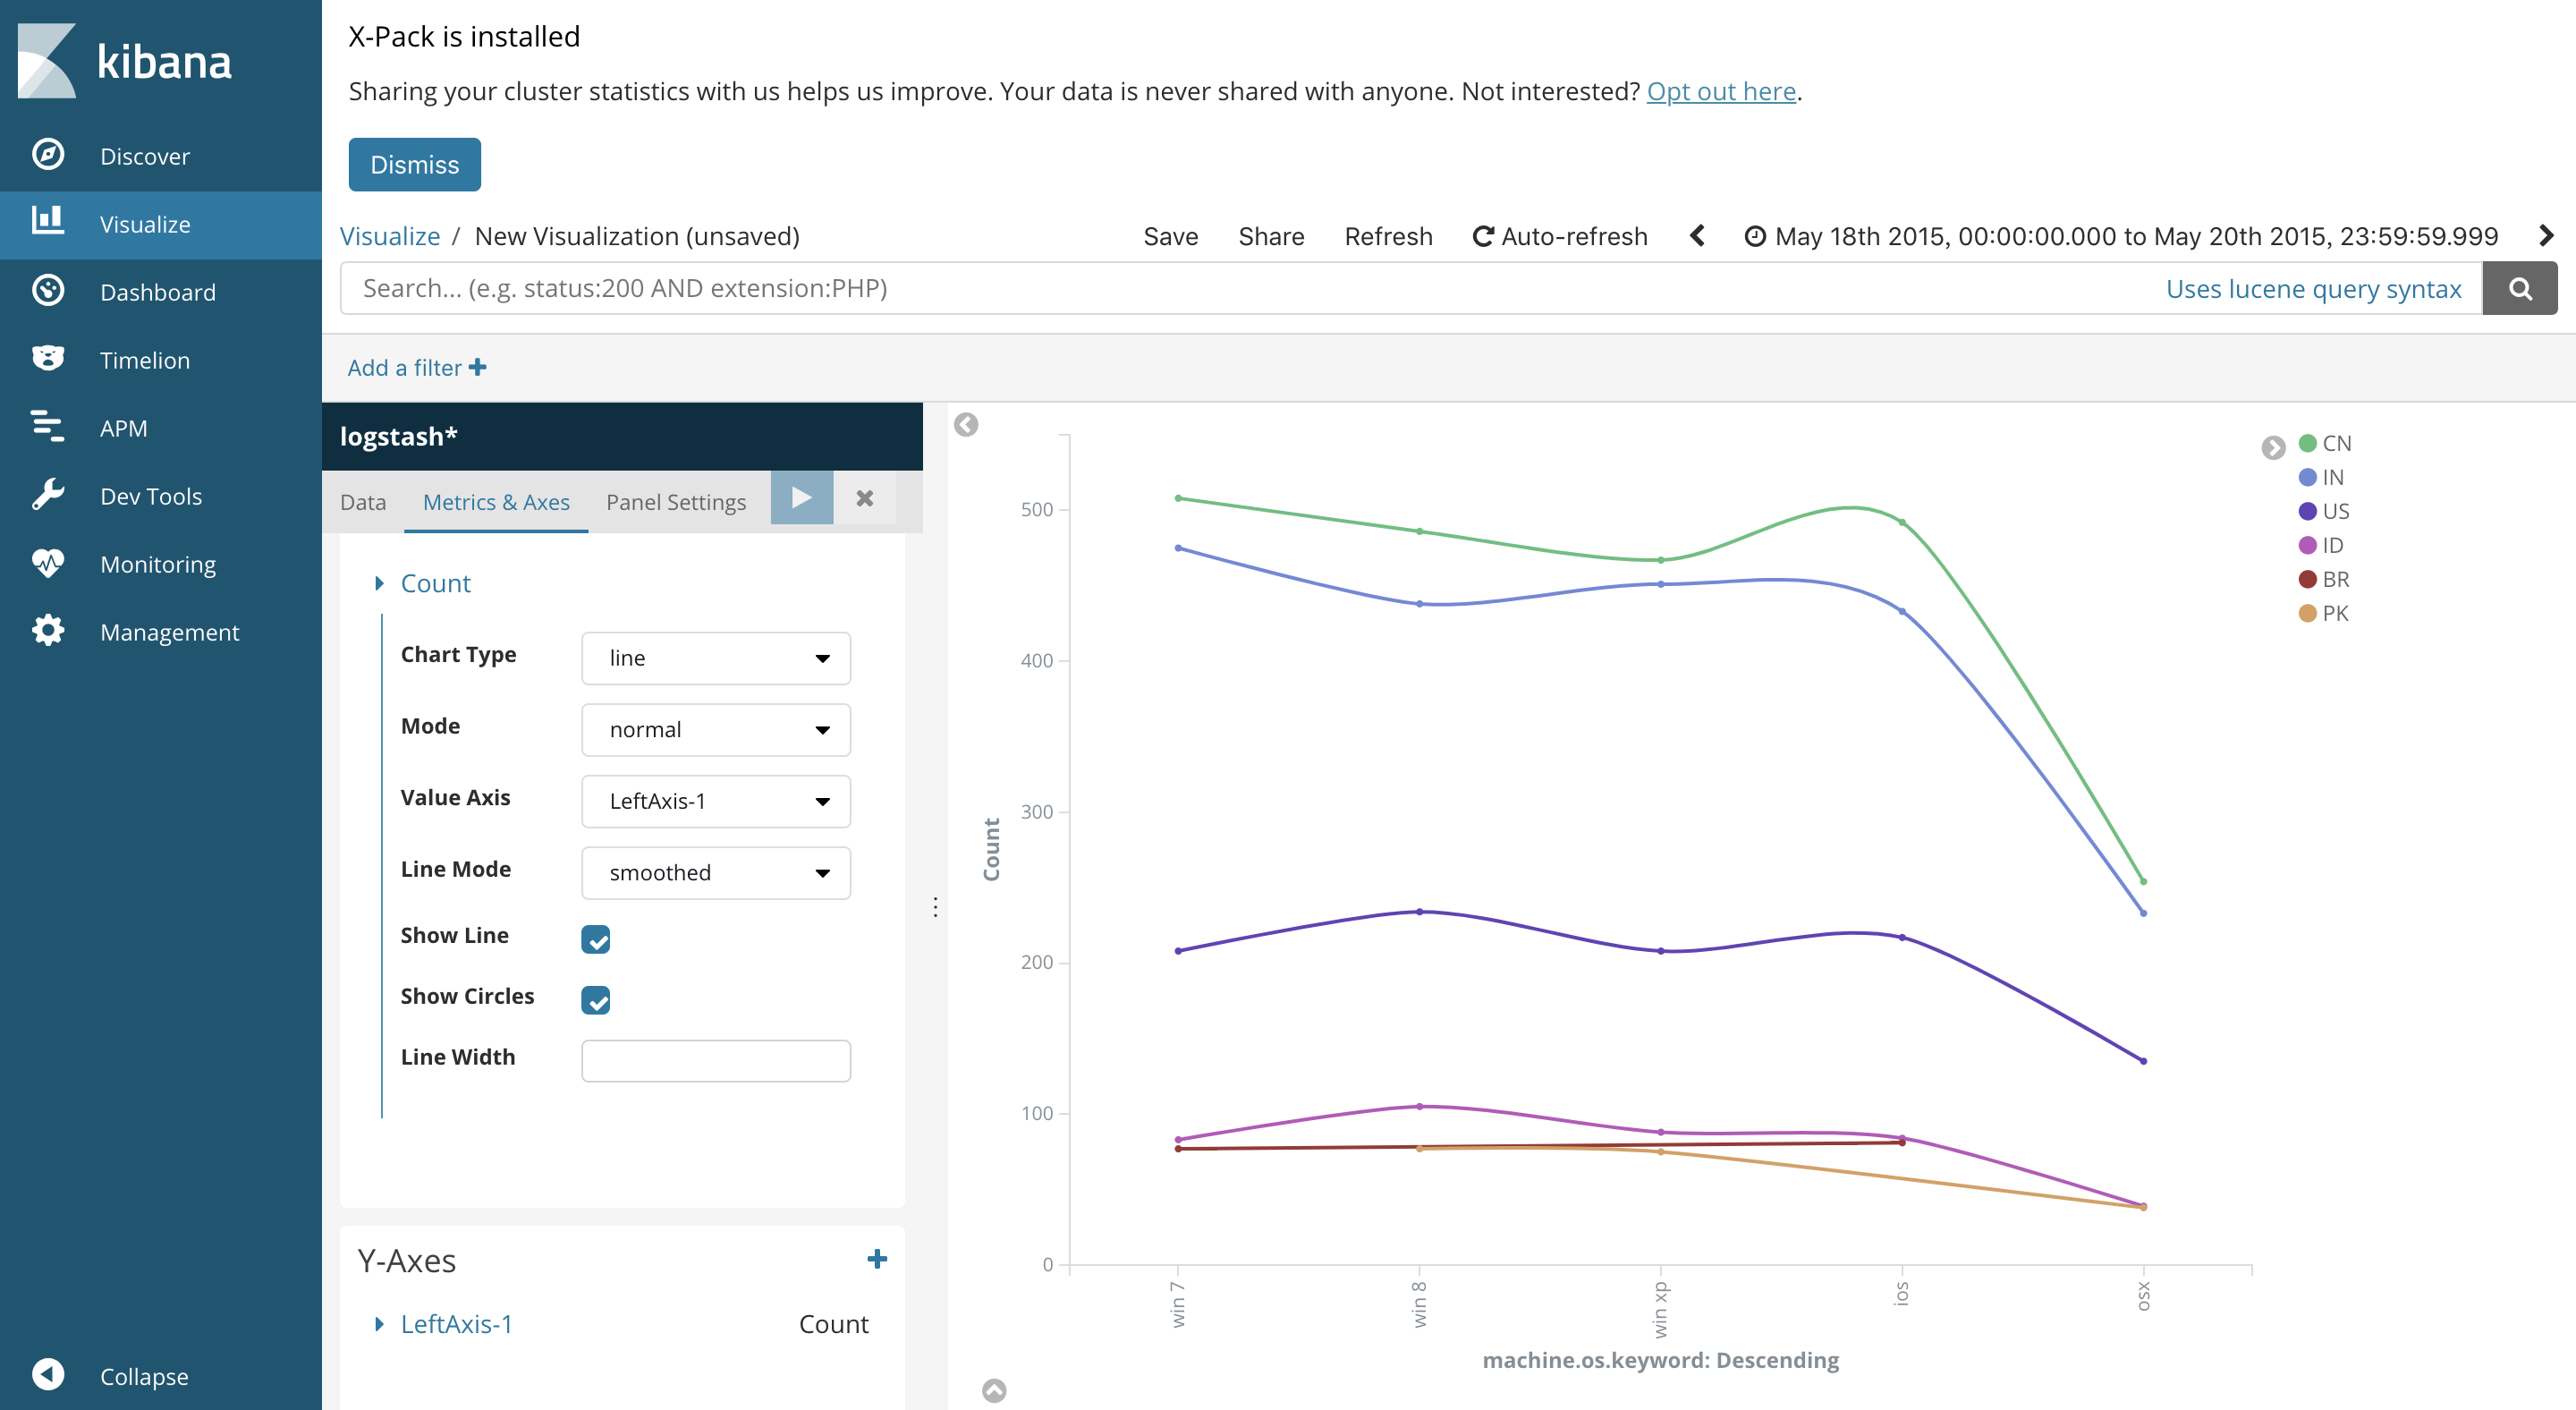 kibana
Discover
Visualize
Dashboard
Timelion
APM
Dev Tools
Monitoring
Management
Collapse
X-Pack is installed
Sharing your cluster statistics with us helps us improve. Your data is never shared with anyone. Not interested? Opt out here.
Dismiss
Visualize / New Visualization (unsaved) Save Share Refresh Auto-refresh May 18th 2015, 00:00:00.000 to May 20th 2015, 23:59:59.999
Search... (e.g. status:200 AND extension:PHP) Uses lucene query syntax
Add a filter
logstash*
Data Metrics & Axes Panel Settings
Count
Chart Type line
Mode normal
Value Axis LeftAxis-1
Line Mode smoothed
Show Line
Show Circles
Line Width
Y-Axes
LeftAxis-1 Count
Count
500
400
300
200
100
0
win 7
win 8
win xp
ios
osx
machine.os.keyword: Descending
CN
IN
US
ID
BR
PK